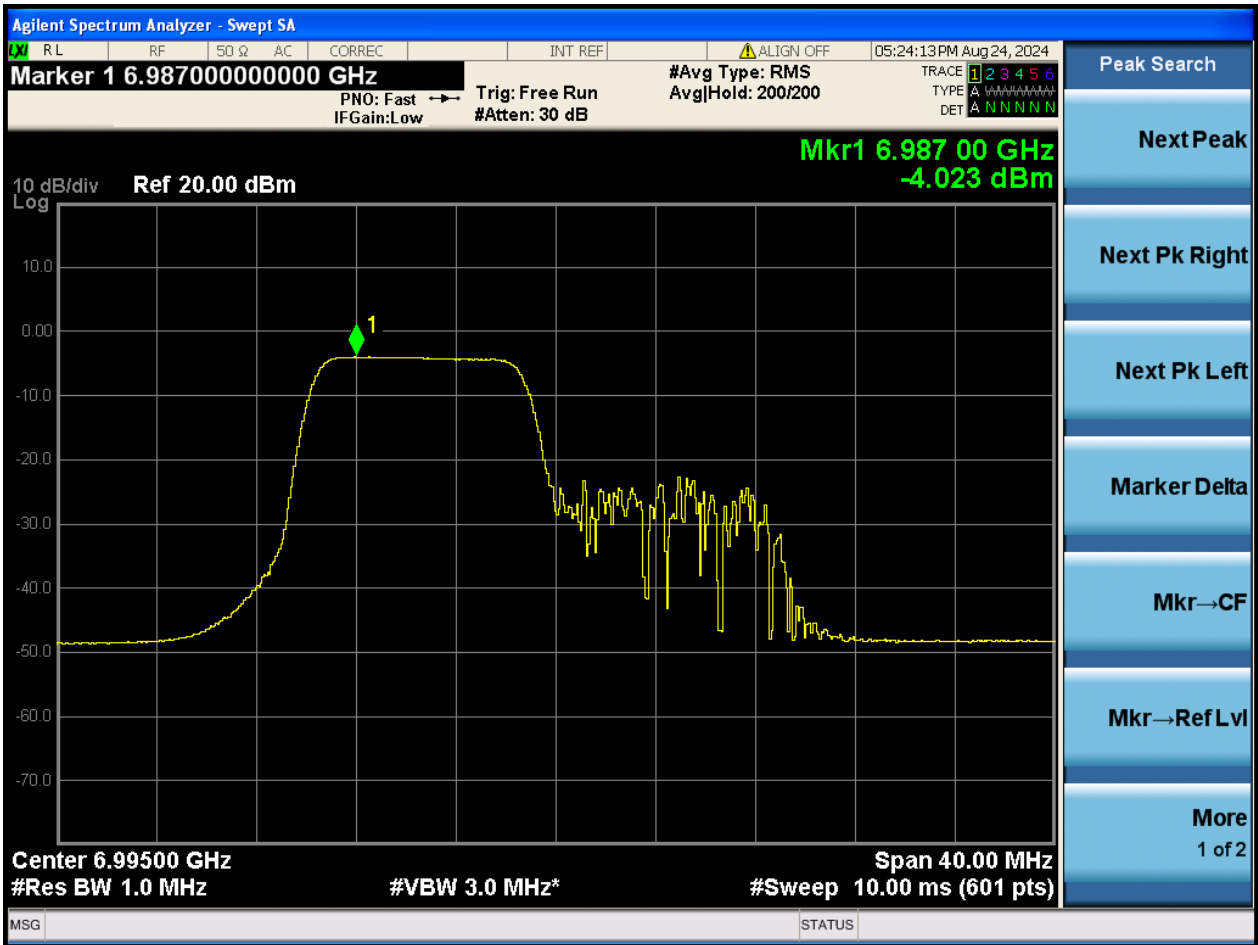 Agilent Spectrum Analyzer - Swept SA
LXI RL RF 50 Ω AC CORREC INT REF ALIGN OFF 05:24:13 PM Aug 24, 2024
Marker 1 6.987000000000 GHz
PNO: Fast
IFGain:Low
Trig: Free Run
#Atten: 30 dB
#Avg Type: RMS
Avg|Hold: 200/200
TRACE 1 2 3 4 5 6
TYPE A WWWWWW
DET A N N N N N
Mkr1 6.987 00 GHz
-4.023 dBm
10 dB/div Ref 20.00 dBm
Log
10.0
0.00
1
-10.0
-20.0
-30.0
-40.0
-50.0
-60.0
-70.0
Center 6.99500 GHz Span 40.00 MHz
#Res BW 1.0 MHz #VBW 3.0 MHz* #Sweep 10.00 ms (601 pts)
MSG STATUS
Peak Search
Next Peak
Next Pk Right
Next Pk Left
Marker Delta
Mkr→CF
Mkr→Ref Lvl
More
1 of 2